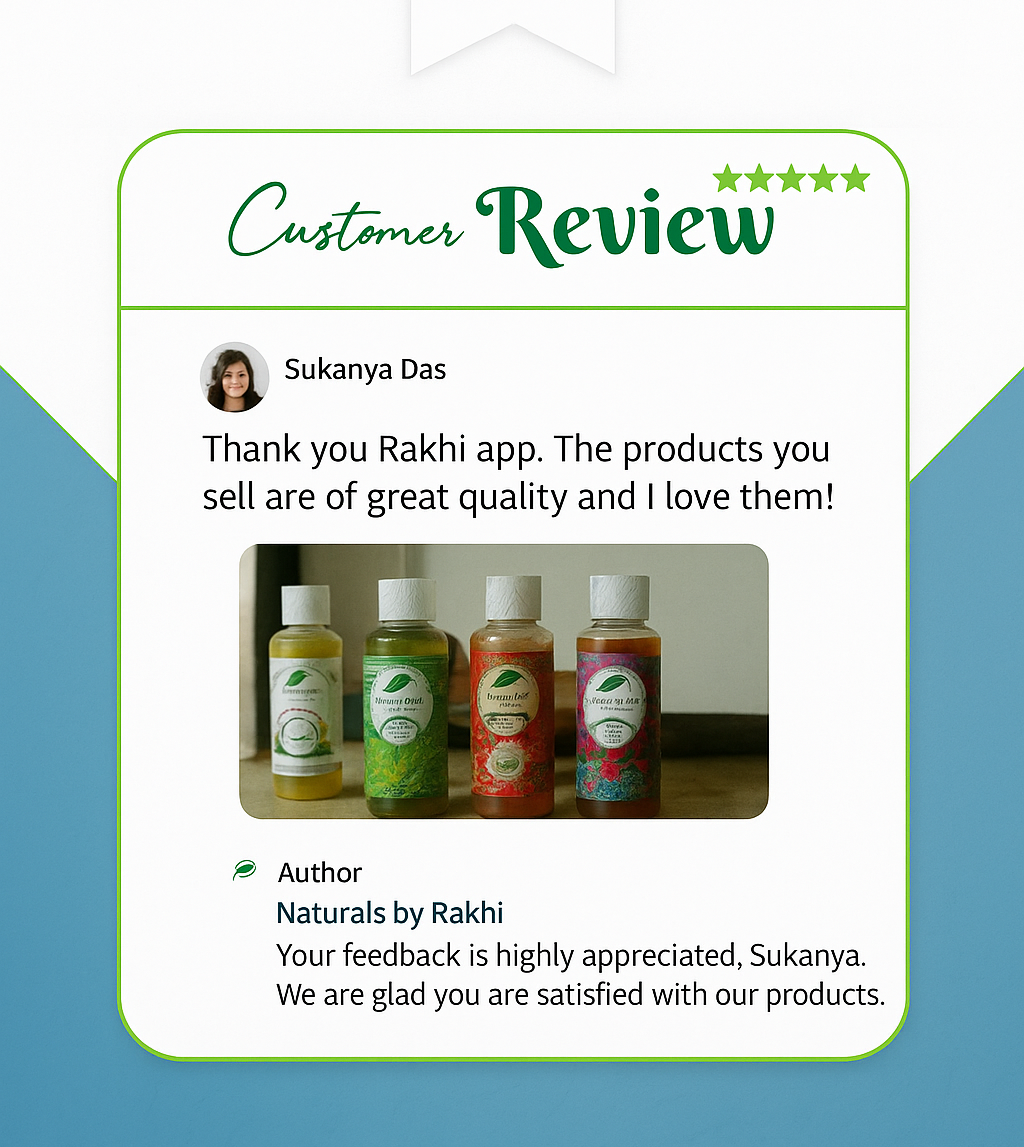 Customer Review
Sukanya Das
Thank you Rakhi app. The products you
sell are of great quality and I love them!
Author
Naturals by Rakhi
Your feedback is highly appreciated, Sukanya.
We are glad you are satisfied with our products.